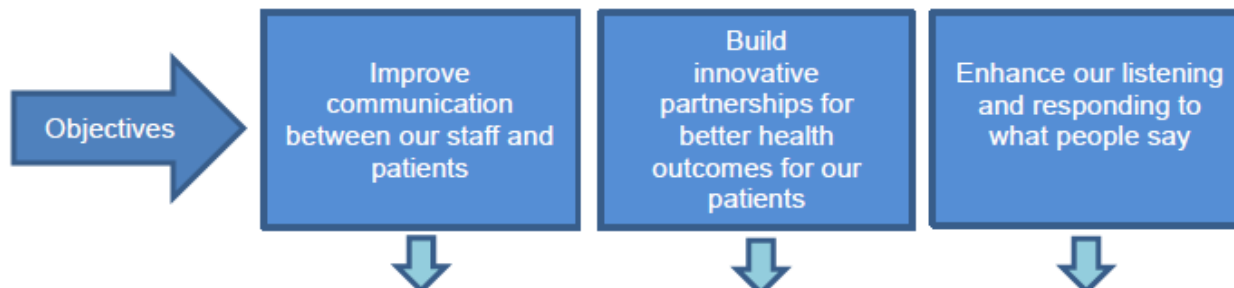 Objectives
Improve
communication
between our staff and
patients
Build
innovative
partnerships for
better health
outcomes for our
patients
Enhance our listening
and responding to
what people say